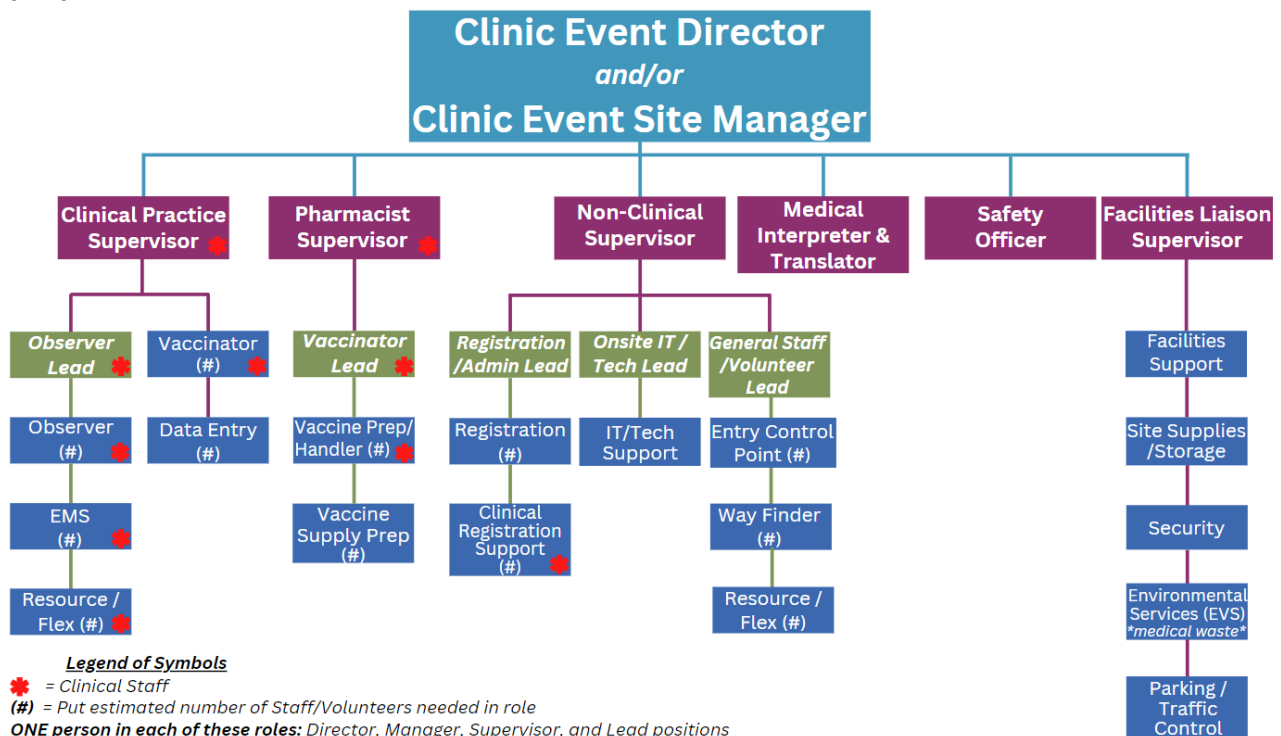 Clinic Event Director
and/or
Clinic Event Site Manager
Clinical Practice
Supervisor
Pharmacist
Supervisor
Non-Clinical
Supervisor
Medical
Interpreter &
Translator
Safety
Officer
Facilities Liaison
Supervisor
Observer
Lead
Vaccinator
(#)
Vaccinator
Lead
Registration
/Admin Lead
Onsite IT /
Tech Lead
General Staff
/Volunteer
Lead
Facilities
Support
Observer
(#)
Data Entry
(#)
Vaccine Prep/
Handler (#)
Registration
(#)
IT/Tech
Support
Entry Control
Point (#)
Site Supplies
/Storage
EMS
(#)
Vaccine
Supply Prep
(#)
Clinical
Registration
Support
(#)
Way Finder
(#)
Security
Resource /
Flex (#)
Resource /
Flex (#)
Environmental
Services (EVS)
*medical waste*
Parking /
Traffic
Control
Legend of Symbols
= Clinical Staff
(#) = Put estimated number of Staff/Volunteers needed in role
ONE person in each of these roles: Director, Manager, Supervisor, and Lead positions